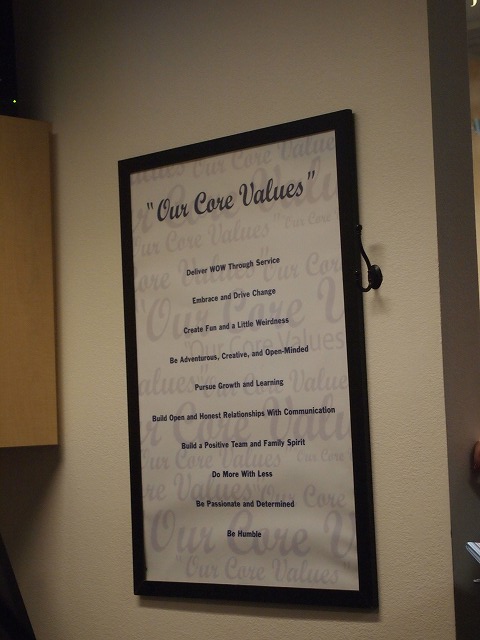 "Our Core Values"
Deliver WOW Through Service
Embrace and Drive Change
Create Fun and a Little Weirdness
Be Adventurous, Creative, and Open-Minded
Pursue Growth and Learning
Build Open and Honest Relationships With Communication
Build a Positive Team and Family Spirit
Do More With Less
Be Passionate and Determined
Be Humble